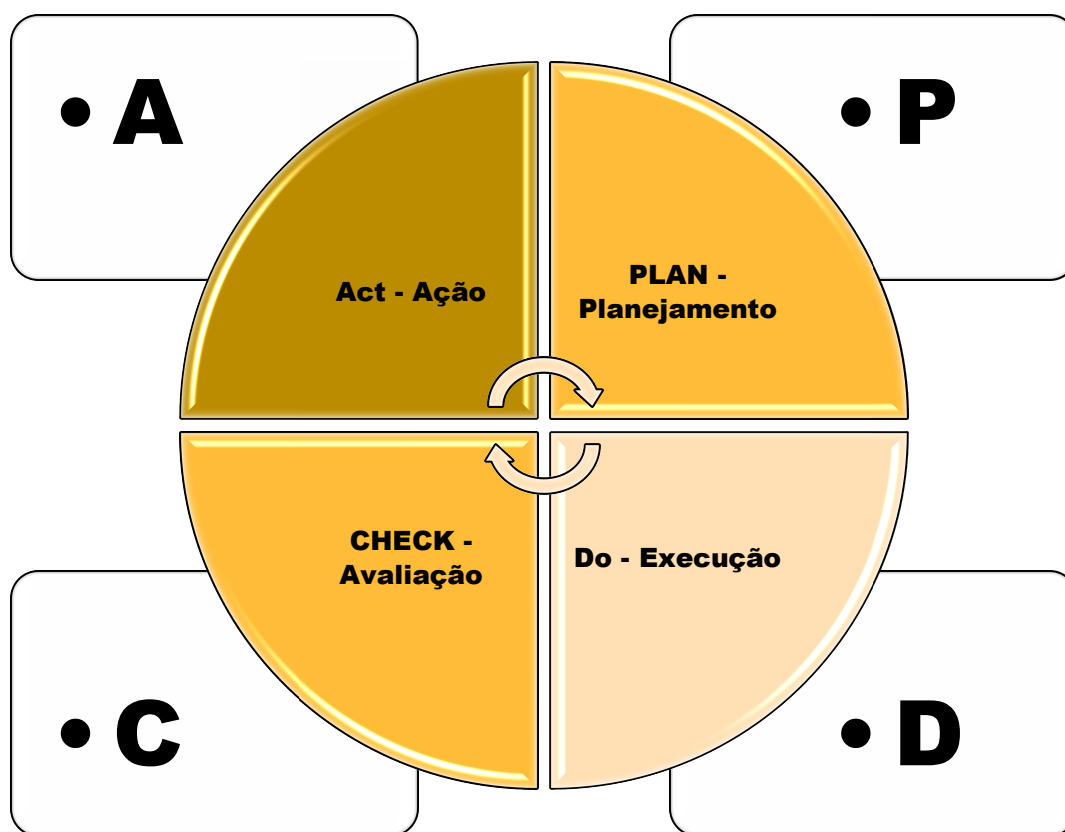 • A
• P
Act - Ação
PLAN -
Planejamento
CHECK -
Avaliação
Do - Execução
• C
• D